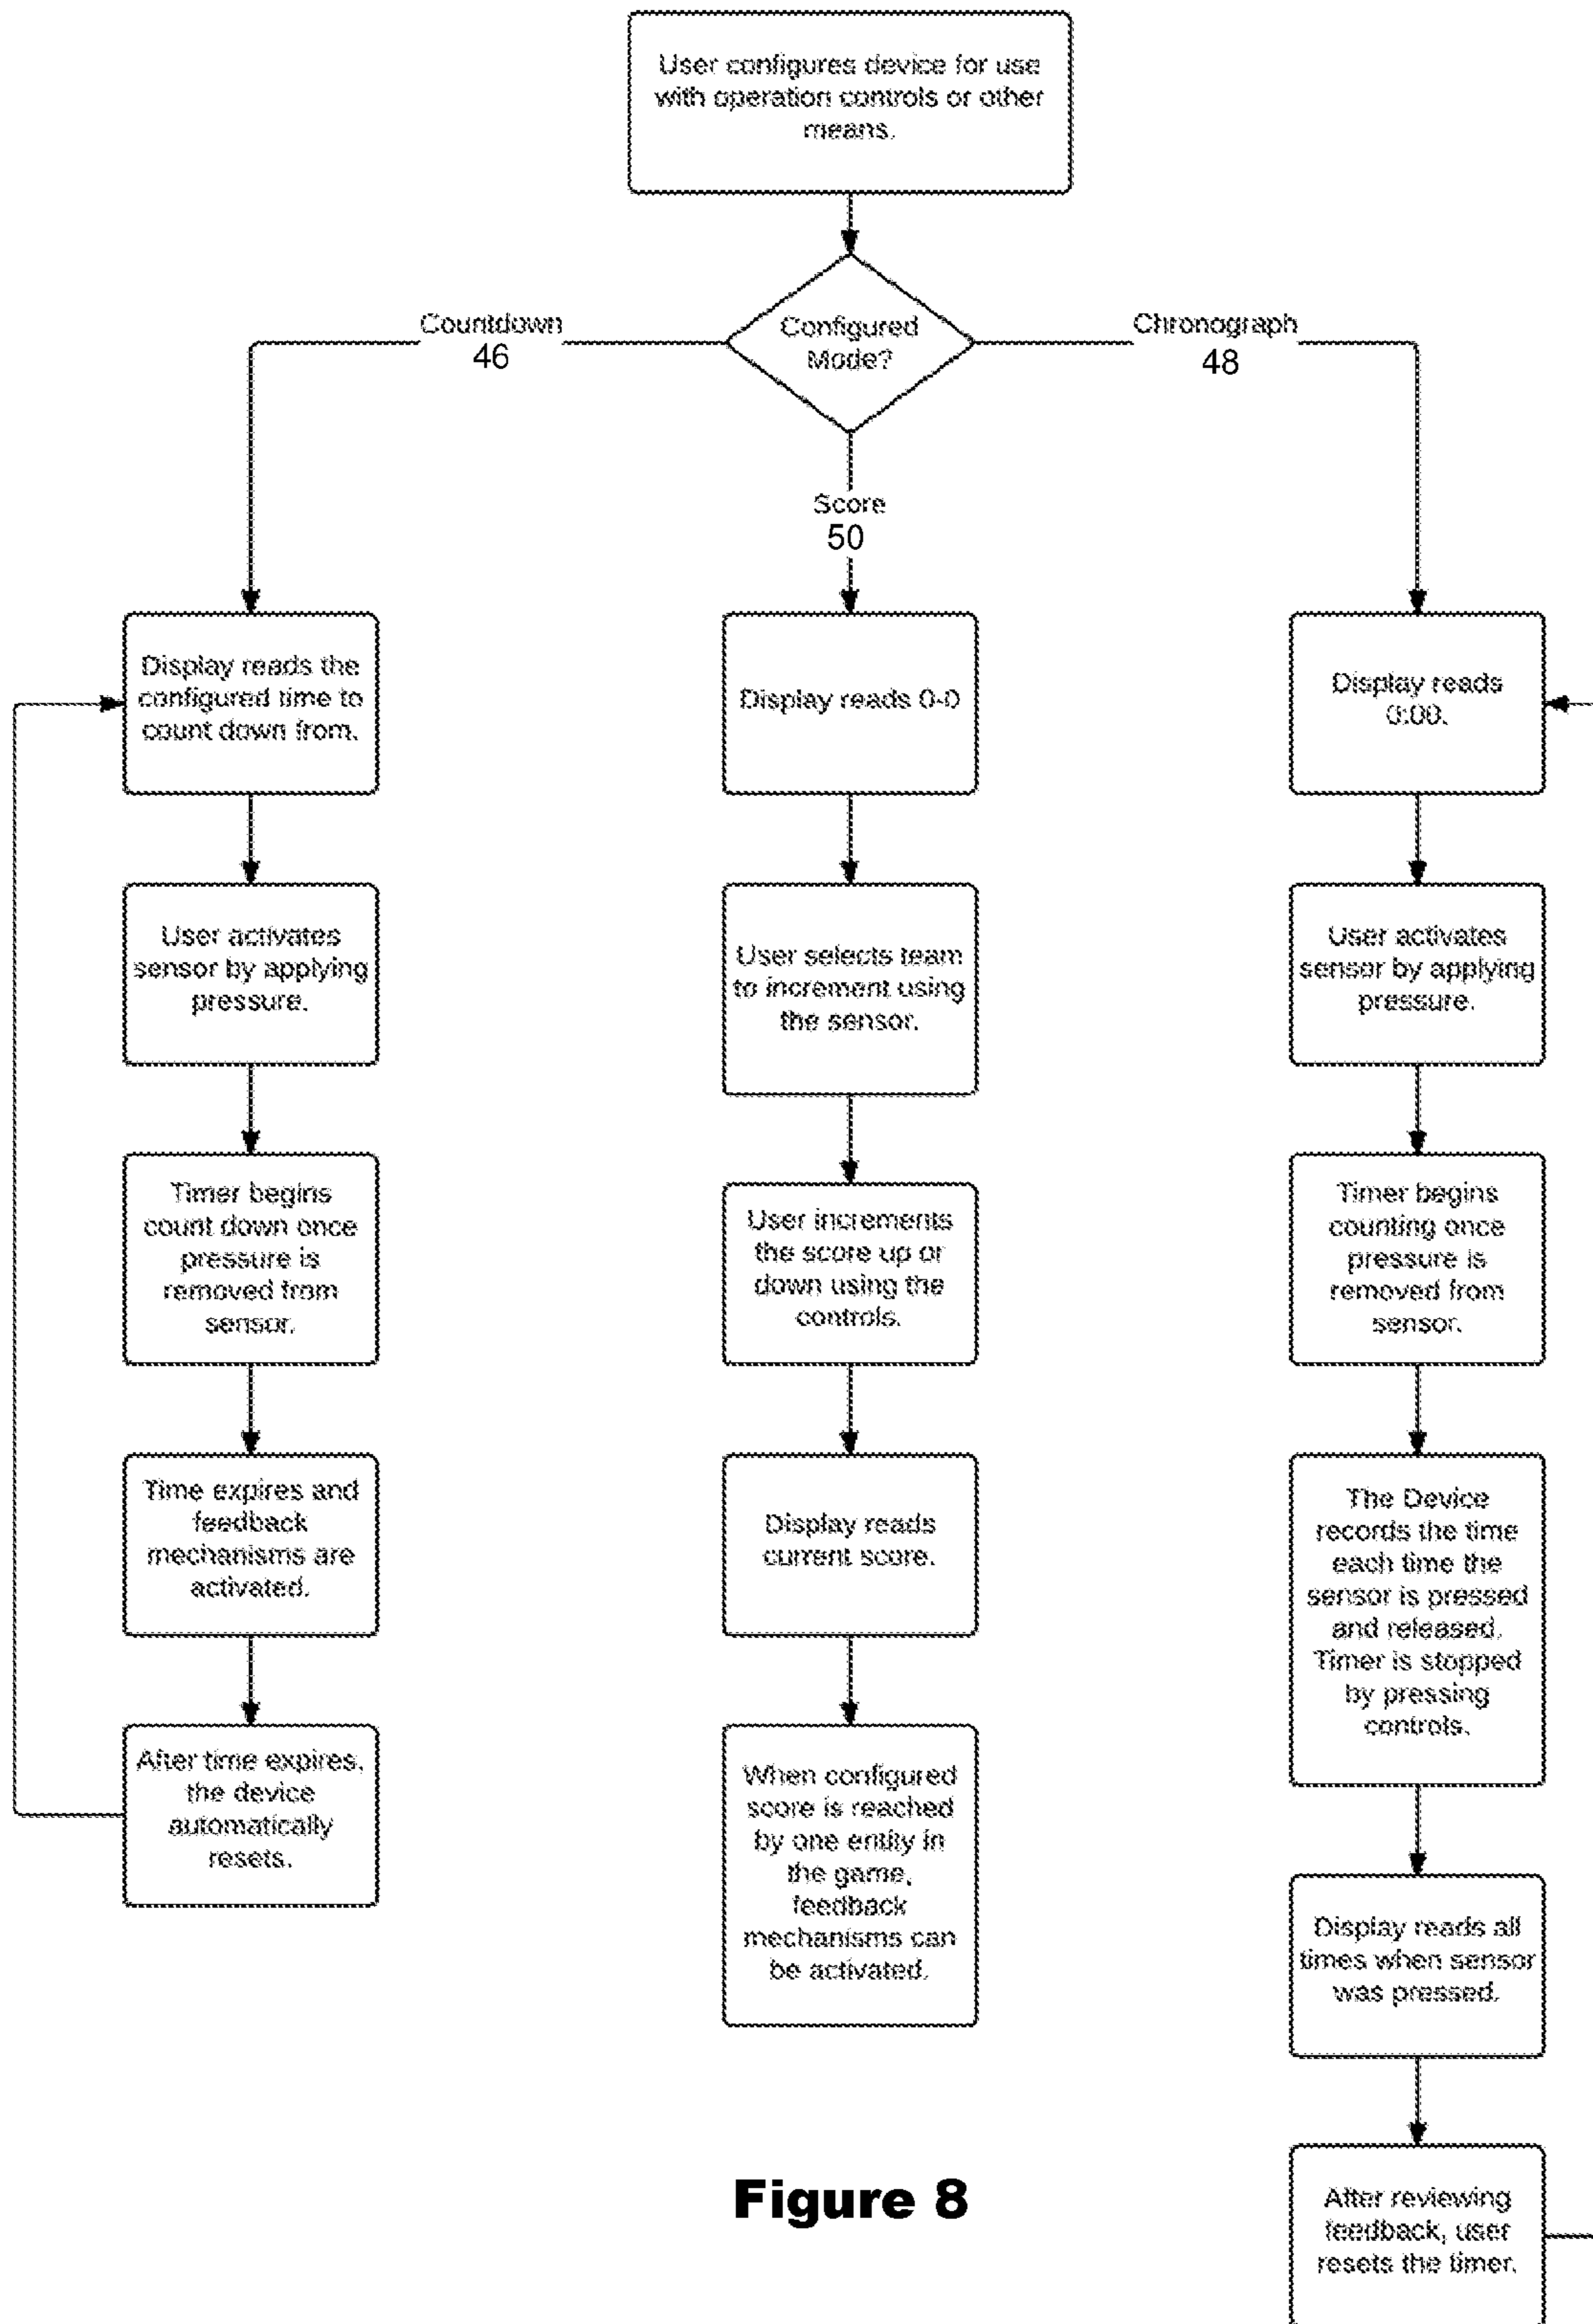 User configures device for use
with operation controls or other
means.
Configured
Mode?
Countdown
46
Chronograph
48
Score
50
Display reads the
configured time to
count down from.
User activates
sensor by applying
pressure.
Timer begins
count down once
pressure is
removed from
sensor.
Time expires and
feedback
mechanisms are
activated.
After time expires,
the device
automatically
resets.
Display reads 0-0
User selects team
to increment using
the sensor.
User increments
the score up or
down using the
controls.
Display reads
current score.
When configured
score is reached
by one entity in
the game,
feedback
mechanisms can
be activated.
Display reads
0:00.
User activates
sensor by applying
pressure.
Timer begins
counting once
pressure is
removed from
sensor.
The Device
records the time
each time the
sensor is pressed
and released.
Timer is stopped
by pressing
controls.
Display reads all
times when sensor
was pressed.
After reviewing
feedback, user
resets the timer.
Figure 8